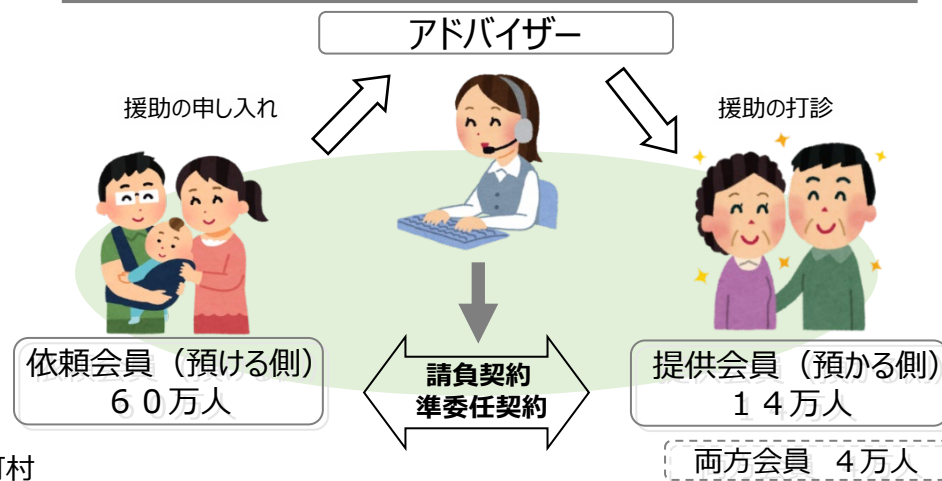 アドバイザー
援助の申し入れ
援助の打診
依頼会員（預ける側）
６０万人
請負契約
準委任契約
提供会員（預かる側）
１４万人
両方会員　４万人
町村